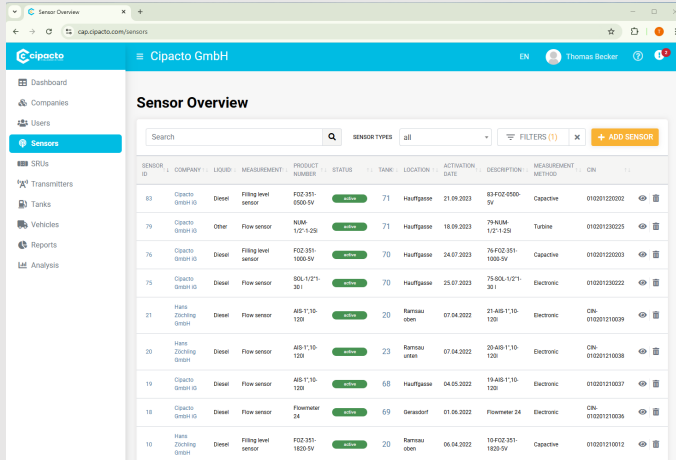 Sensor Overview
cap.cipacto.com/sensors
cipacto
Cipacto GmbH
EN
Thomas Becker
Dashboard
Companies
Users
Sensors
SRUs
Transmitters
Tanks
Vehicles
Reports
Analysis
Sensor Overview
Search
SENSOR TYPES
all
FILTERS (1)
ADD SENSOR
SENSOR ID COMPANY LIQUID MEASUREMENT PRODUCT NUMBER STATUS TANK LOCATION ACTIVATION DATE DESCRIPTION MEASUREMENT METHOD CIN
83 Cipacto GmbH iG Diesel Filling level sensor FOZ-351-0500-5V active 71 Hauffgasse 21.09.2023 83-FOZ-0500-5V Capactive 010201220202
79 Cipacto GmbH iG Other Flow sensor NUM-1/2"-1-25l active 71 Hauffgasse 18.09.2023 79-NUM-1/2"-1-25l Turbine 010201230225
76 Cipacto GmbH iG Diesel Filling level sensor FOZ-351-1000-5V active 70 Hauffgasse 24.07.2023 76-FOZ-351-1000-5V Capactive 010201220203
75 Cipacto GmbH iG Diesel Flow sensor SOL-1/2"1-30 l active 70 Hauffgasse 25.07.2023 75-SOL-1/2"1-30 l Electronic 010201230222
21 Hans Zöchling GmbH Diesel Flow sensor AIS-1",10-120l active 20 Ramsau oben 07.04.2022 21-AIS-1",10-120l Electronic CIN-010201210039
20 Hans Zöchling GmbH Diesel Flow sensor AIS-1",10-120l active 23 Ramsau unten 07.04.2022 20-AIS-1",10-120l Electronic CIN-010201210038
19 Cipacto GmbH iG Diesel Flow sensor AIS-1",10-120l active 68 Hauffgasse 04.05.2022 19-AIS-1",10-120l Electronic 010201210037
18 Cipacto GmbH iG Diesel Flow sensor Flowmeter 24 active 69 Gerasdorf 01.06.2022 Flowmeter 24 Electronic CIN-010201210036
10 Hans Zöchling GmbH Diesel Filling level sensor FOZ-351-1820-5V active 20 Ramsau oben 06.04.2022 10-FOZ-351-1820-5V Capactive 010201210012